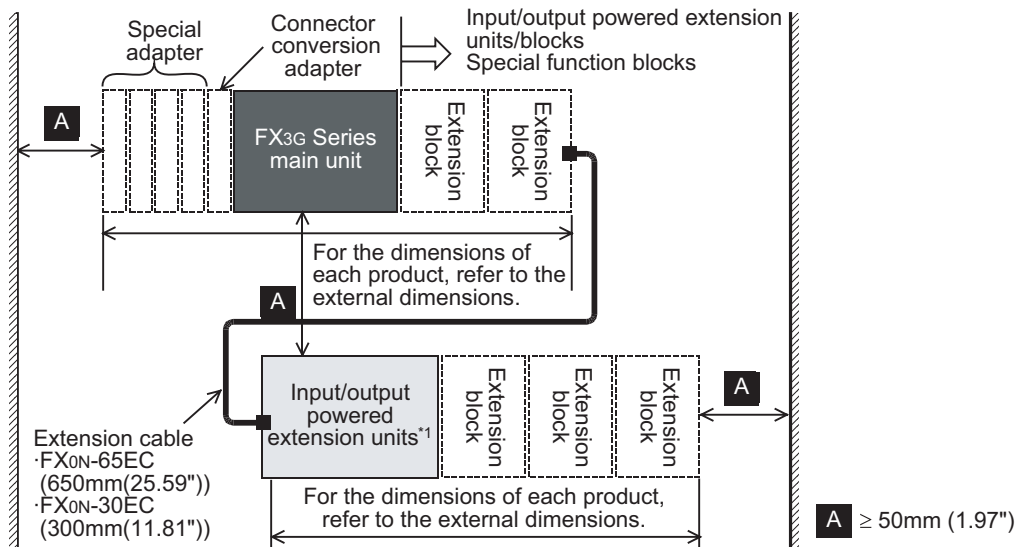 Special
adapter
Connector
conversion
adapter
Input/output powered extension
units/blocks
Special function blocks
A
FX3G Series
main unit
Extension
block
Extension
block
For the dimensions of
each product, refer to the
external dimensions.
A
Input/output
powered
extension units*1
Extension
block
Extension
block
Extension
block
A
Extension cable
·FX0N-65EC
(650mm(25.59"))
·FX0N-30EC
(300mm(11.81"))
For the dimensions of each product,
refer to the external dimensions.
A ≥ 50mm (1.97")